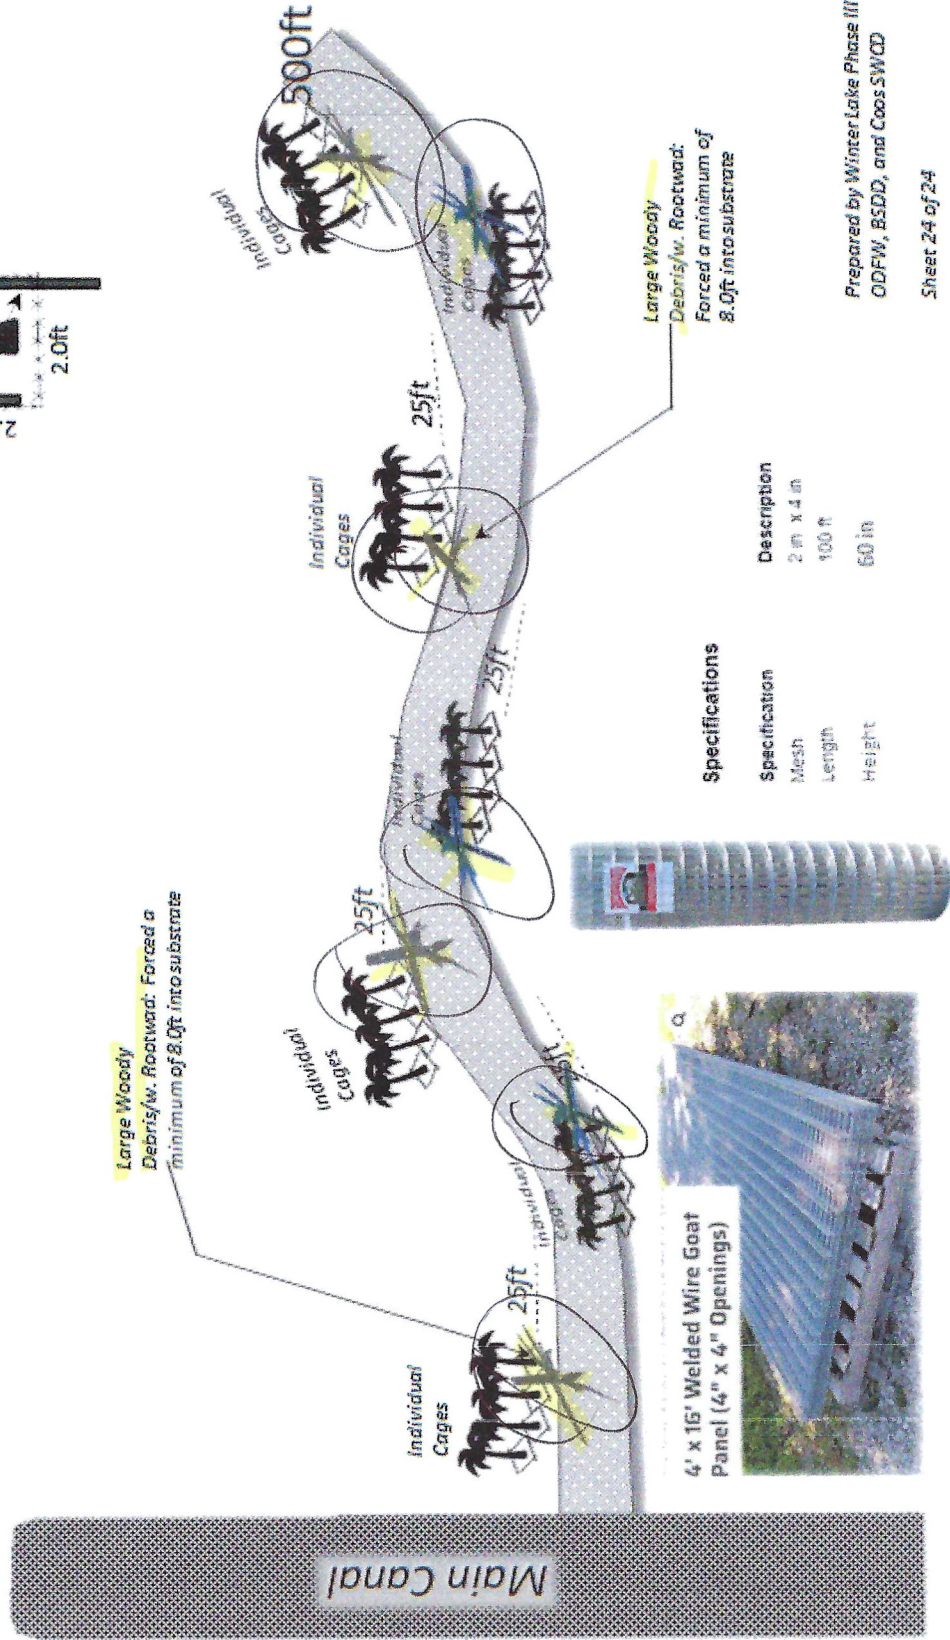 2.0ft
500ft
Individual
Cages
Individual
Cages
25ft
Individual
Cages
25ft
Individual
Cages
25ft
Individual
Cages
Individual
Cages
25ft
Individual
Cages
Large Woody
Debris/w. Rootwad: Forced a
minimum of 8.0ft into substrate
Large Woody
Debris/w. Rootwad:
Forced a minimum of
8.0ft into substrate
Main Canal
4' x 16' Welded Wire Goat
Panel (4" x 4" Openings)
Specifications
Specification Description
Mesh 2 in x 4 in
Length 100 ft
Height 60 in
Prepared by Winter Lake Phase III
ODFW, BSDD, and Coos SWCD
Sheet 24 of 24